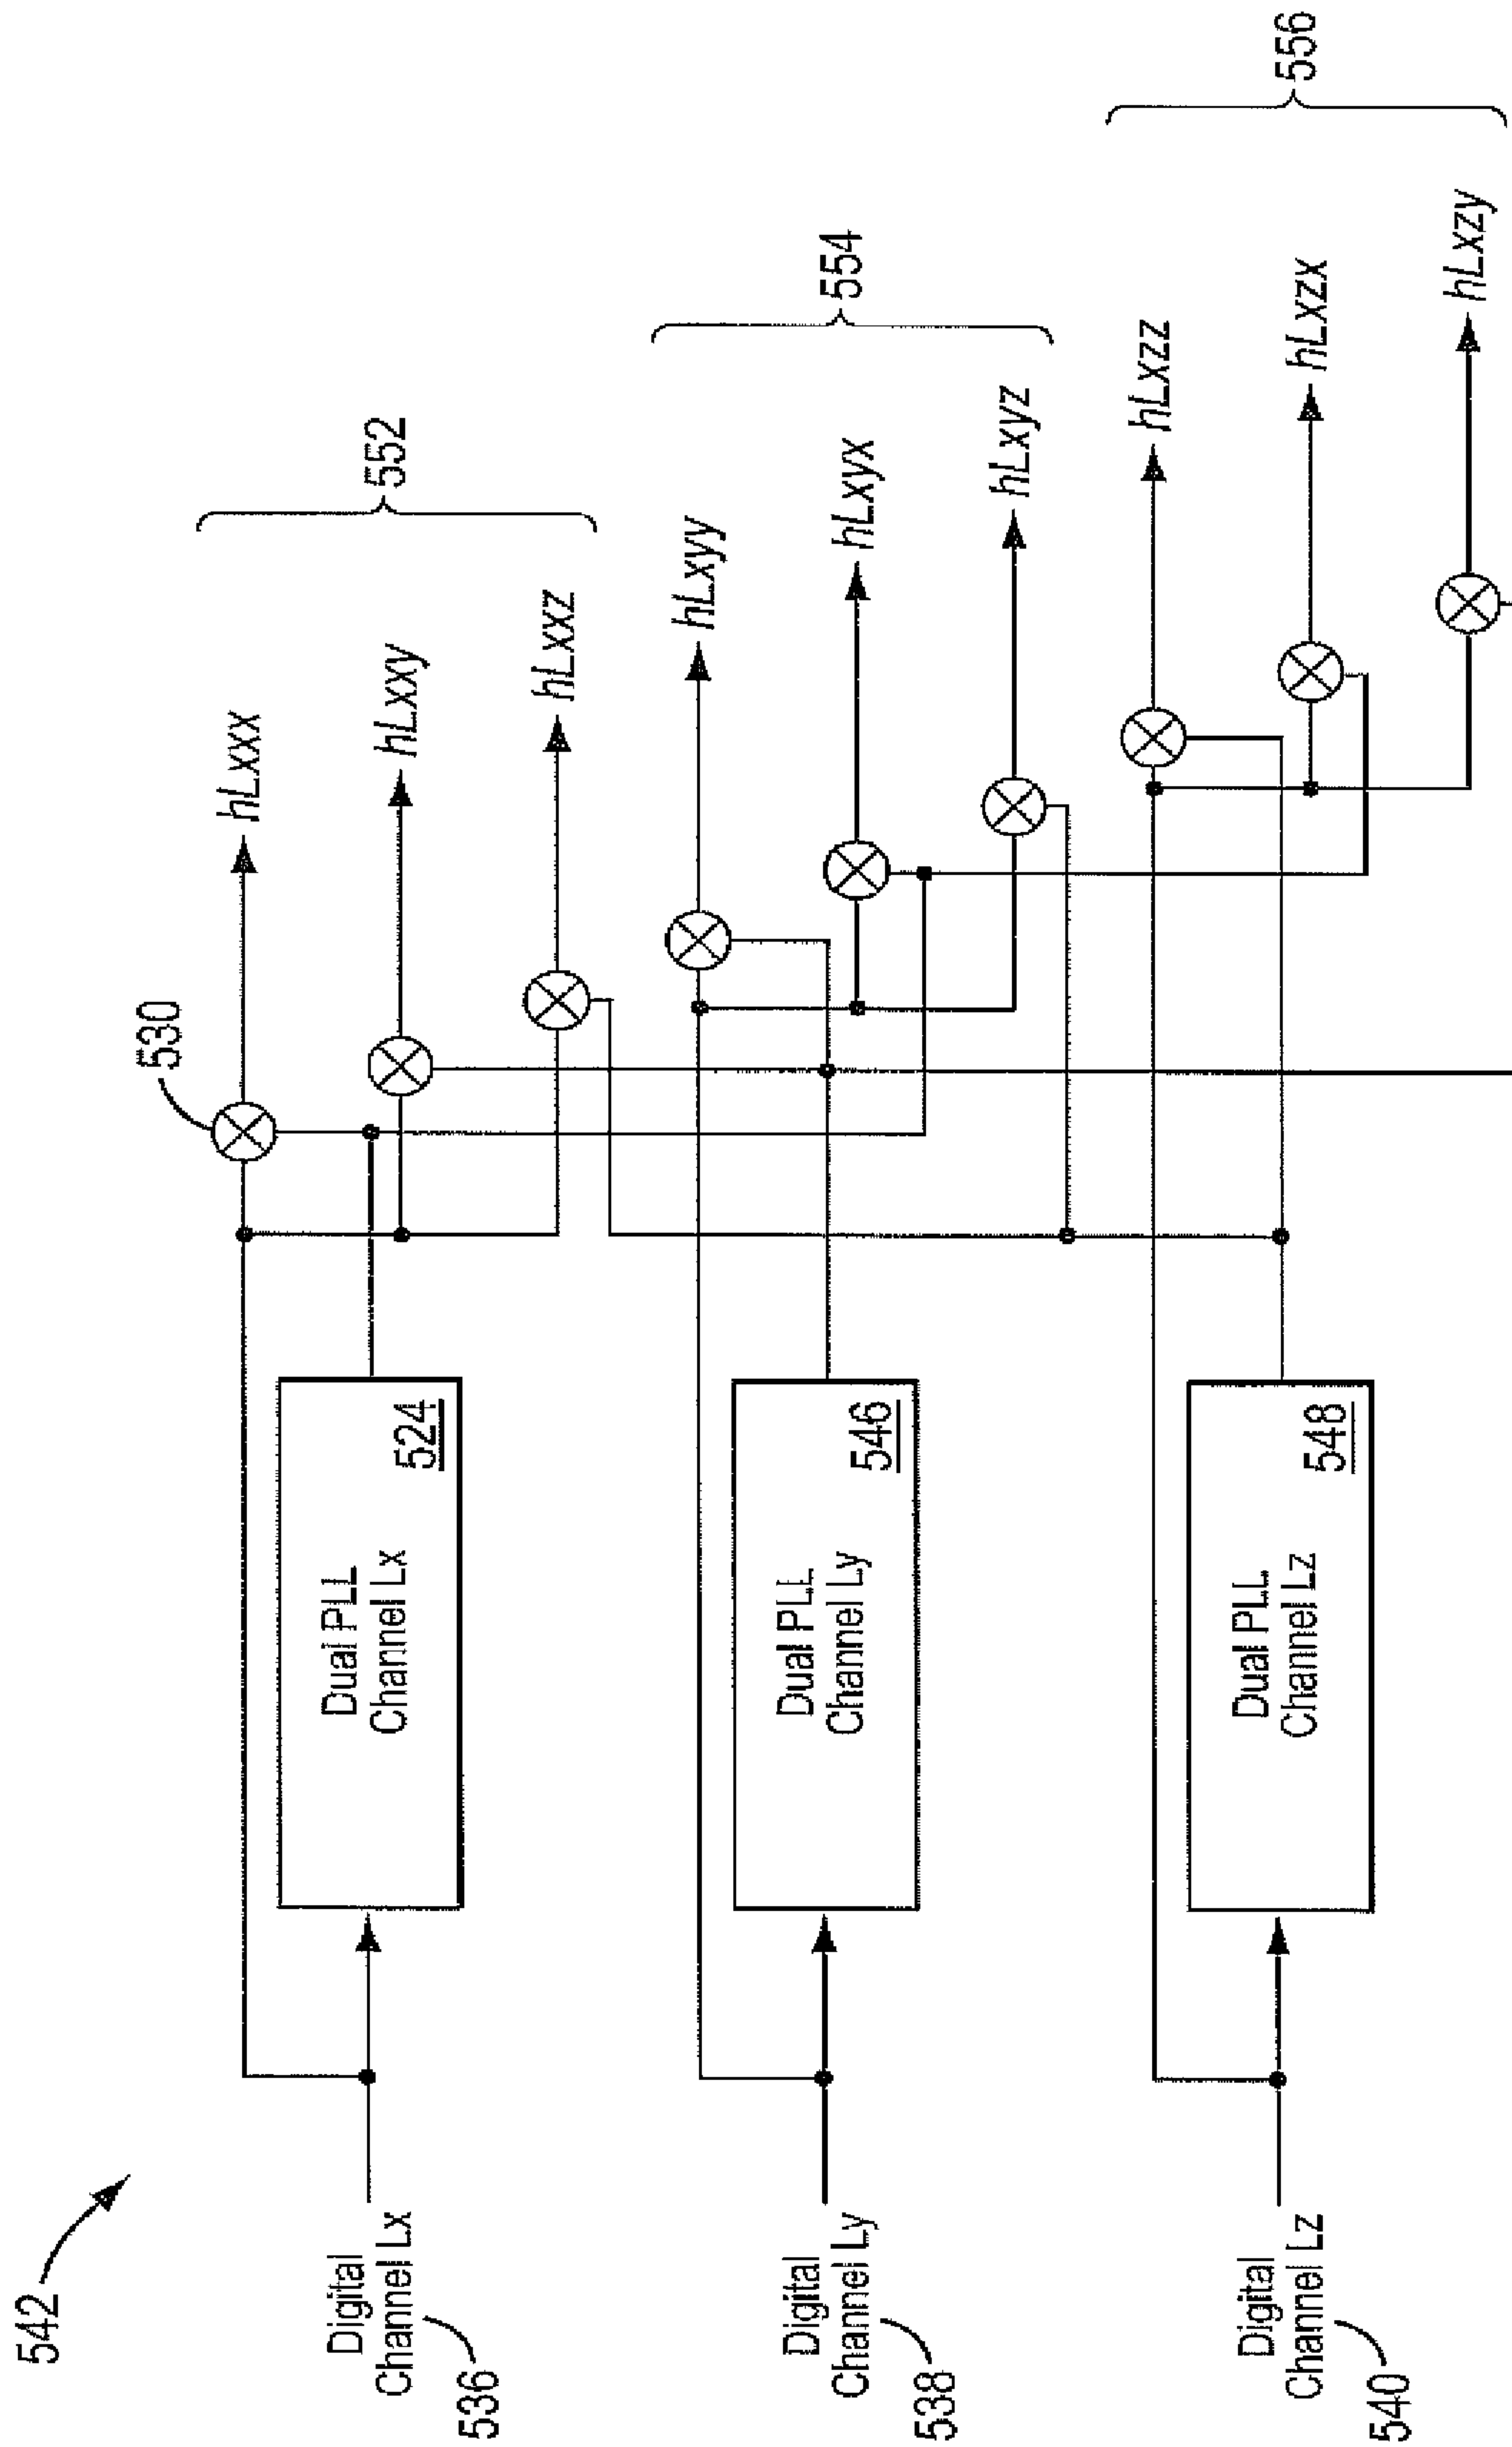 542
Digital
Channel Lx
536
Dual PLL
Channel Lx
524
530
hLxxx
hLxxy
hLxxz
552
Digital
Channel Ly
538
Dual PLL
Channel Ly
546
hLxyy
hLxyx
hLxyz
554
Digital
Channel Lz
540
Dual PLL
Channel Lz
548
hLxzz
hLxzx
hLxzy
556